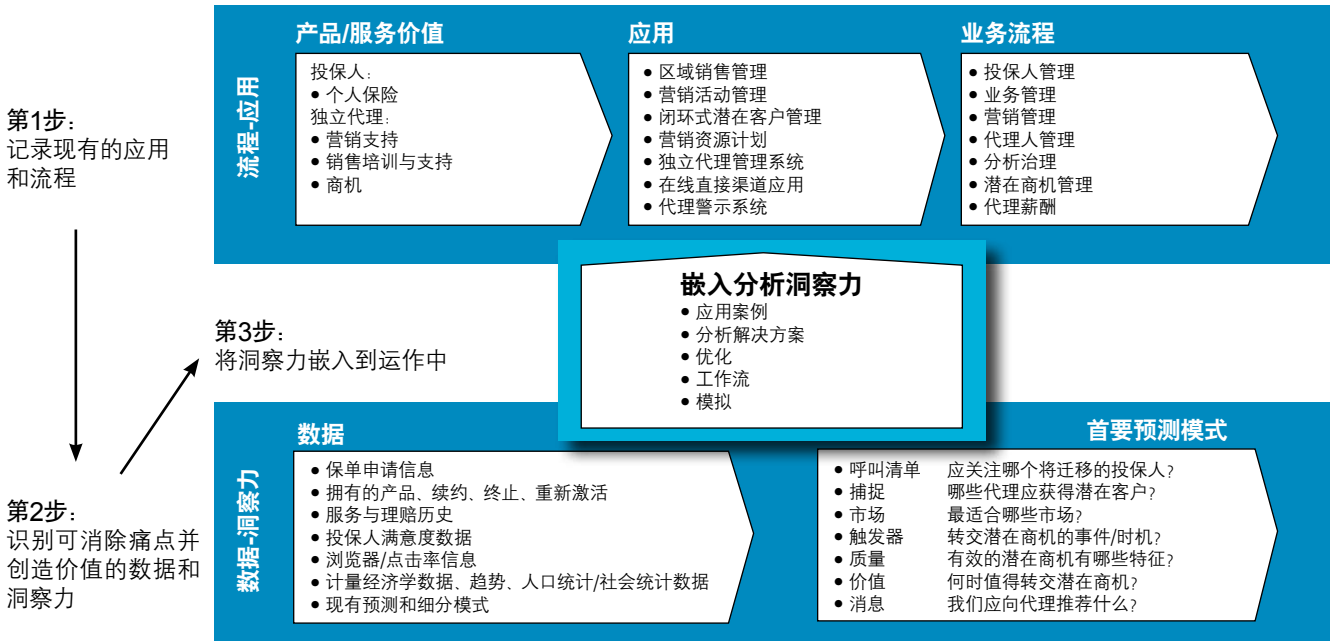 产品/服务价值
投保人:
● 个人保险
独立代理:
● 营销支持
● 销售培训与支持
● 商机
应用
● 区域销售管理
● 营销活动管理
● 闭环式潜在客户管理
● 营销资源计划
● 独立代理管理系统
● 在线直接渠道应用
● 代理警示系统
业务流程
● 投保人管理
● 业务管理
● 营销管理
● 代理人管理
● 分析治理
● 潜在商机管理
● 代理薪酬
流程-应用
第1步:
记录现有的应用
和流程
嵌入分析洞察力
● 应用案例
● 分析解决方案
● 优化
● 工作流
● 模拟
第3步:
将洞察力嵌入到运作中
第2步:
识别可消除痛点并
创造价值的数据和
洞察力
数据-洞察力
数据
● 保单申请信息
● 拥有的产品、续约、终止、重新激活
● 服务与理赔历史
● 投保人满意度数据
● 浏览器/点击率信息
● 计量经济学数据、趋势、人口统计/社会统计数据
● 现有预测和细分模式
首要预测模式
● 呼叫清单 应关注哪个将迁移的投保人?
● 捕捉 哪些代理应获得潜在客户?
● 市场 最适合哪些市场?
● 触发器 转交潜在商机的事件/时机?
● 质量 有效的潜在商机有哪些特征?
● 价值 何时值得转交潜在商机?
● 消息 我们应向代理推荐什么?